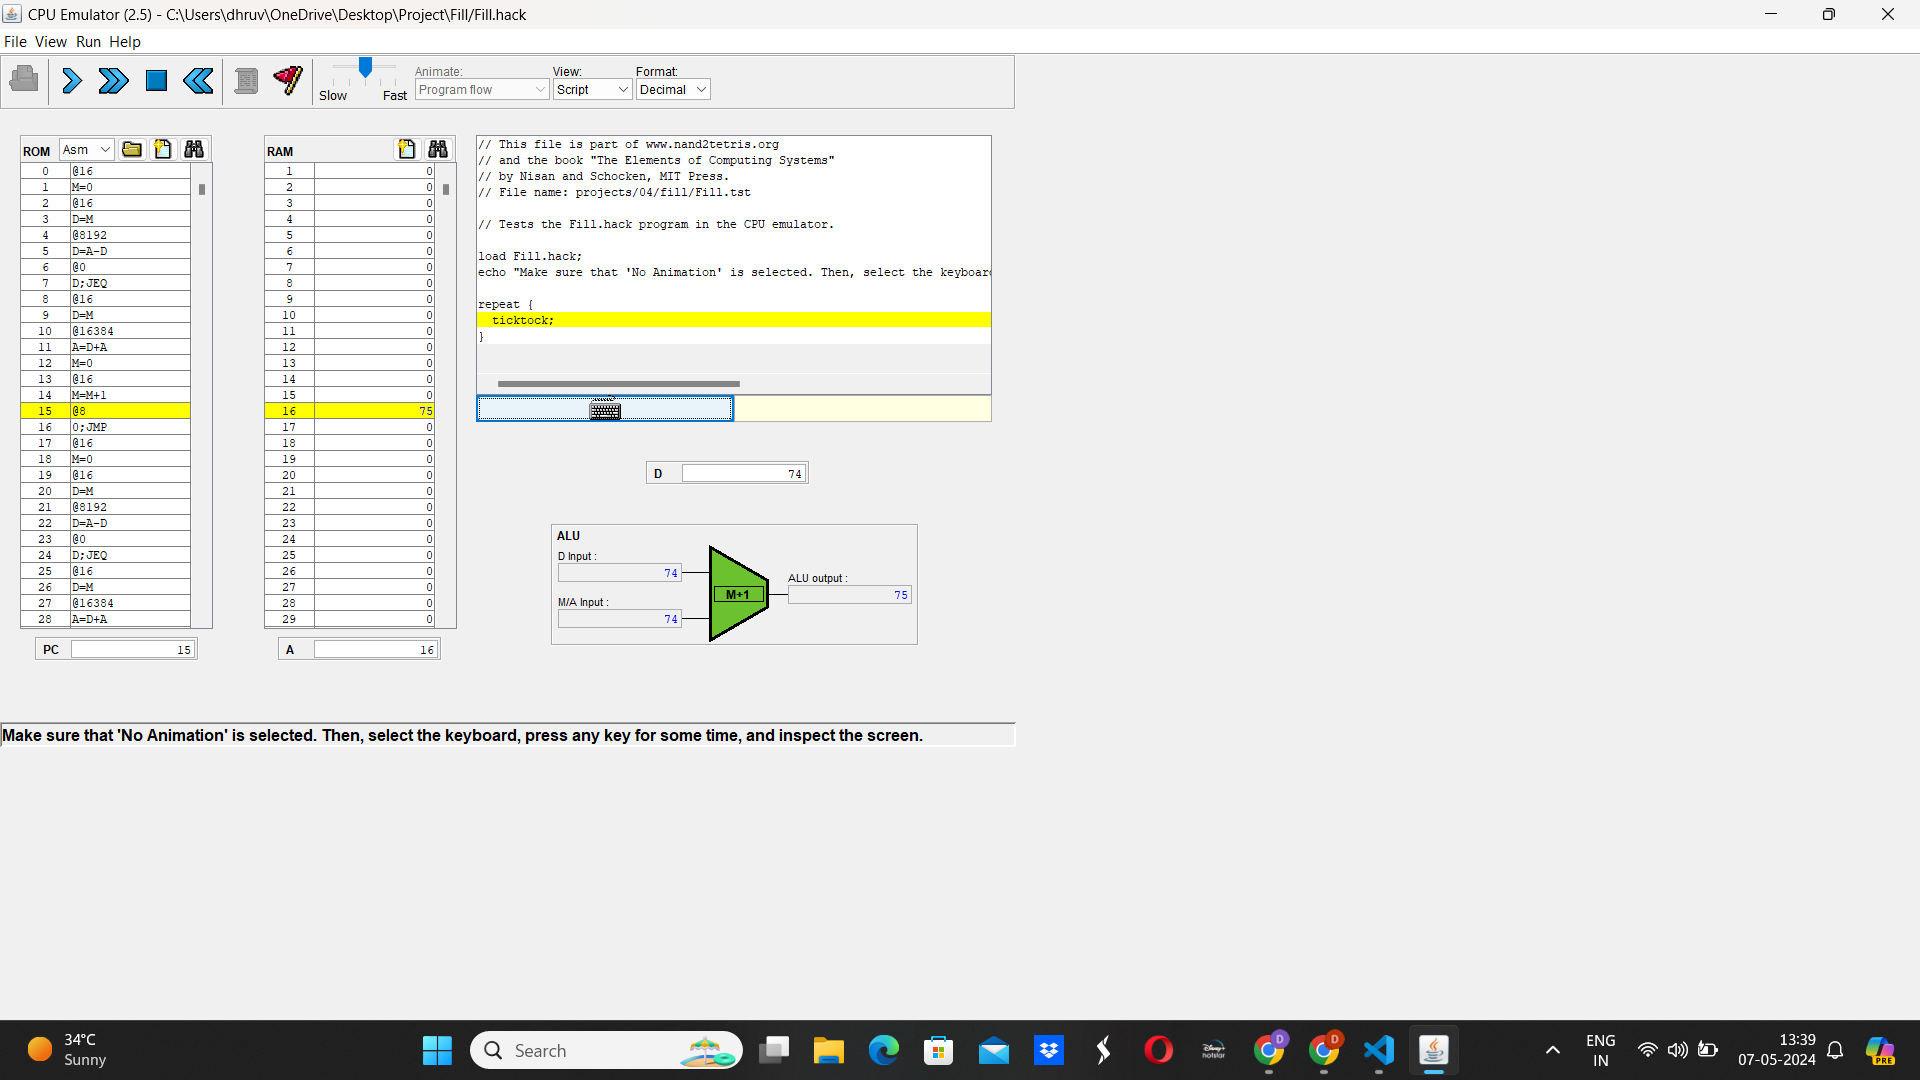 CPU Emulator (2.5) - C:\Users\dhruv\OneDrive\Desktop\Project\Fill/Fill.hack
File View Run Help
Slow Fast
Animate: View: Format:
Program flow Script Decimal
ROM Asm
0 @16
1 M=0
2 @16
3 D=M
4 @8192
5 D=A-D
6 @0
7 D;JEQ
8 @16
9 D=M
10 @16384
11 A=D+A
12 M=0
13 @16
14 M=M+1
15 @8
16 0;JMP
17 @16
18 M=0
19 @16
20 D=M
21 @8192
22 D=A-D
23 @0
24 D;JEQ
25 @16
26 D=M
27 @16384
28 A=D+A
PC 15
RAM
1 0
2 0
3 0
4 0
5 0
6 0
7 0
8 0
9 0
10 0
11 0
12 0
13 0
14 0
15 0
16 75
17 0
18 0
19 0
20 0
21 0
22 0
23 0
24 0
25 0
26 0
27 0
28 0
29 0
A 16
// This file is part of www.nand2tetris.org
// and the book "The Elements of Computing Systems"
// by Nisan and Schocken, MIT Press.
// File name: projects/04/fill/Fill.tst
// Tests the Fill.hack program in the CPU emulator.
load Fill.hack;
echo "Make sure that 'No Animation' is selected. Then, select the keyboard
repeat {
ticktock;
}
D 74
ALU
D Input :
74
M/A Input :
74
M+1
ALU output :
75
Make sure that 'No Animation' is selected. Then, select the keyboard, press any key for some time, and inspect the screen.
34°C
Sunny
Search
Disney+
hotstar
D
D
ENG
IN
13:39
07-05-2024
PRE